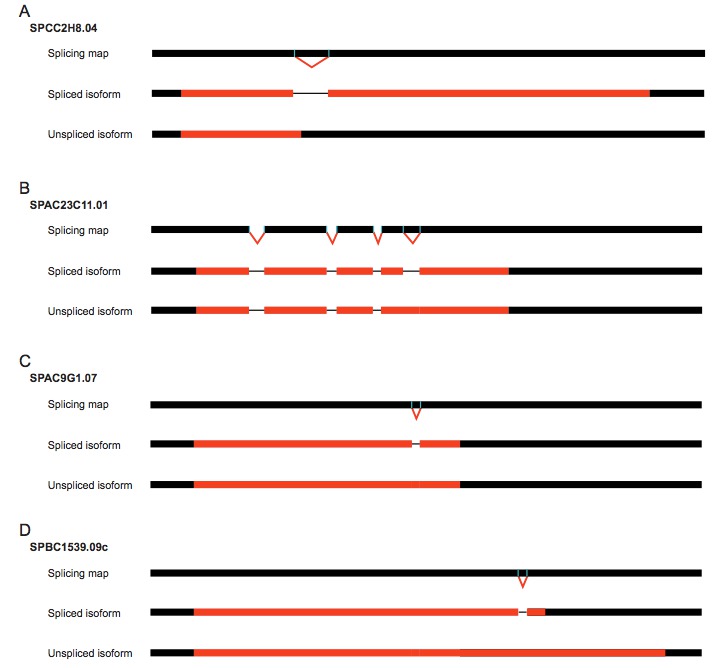 A
SPCC2H8.04
Splicing map
Spliced isoform
Unspliced isoform
B
SPAC23C11.01
Splicing map
Spliced isoform
Unspliced isoform
C
SPAC9G1.07
Splicing map
Spliced isoform
Unspliced isoform
D
SPBC1539.09c
Splicing map
Spliced isoform
Unspliced isoform